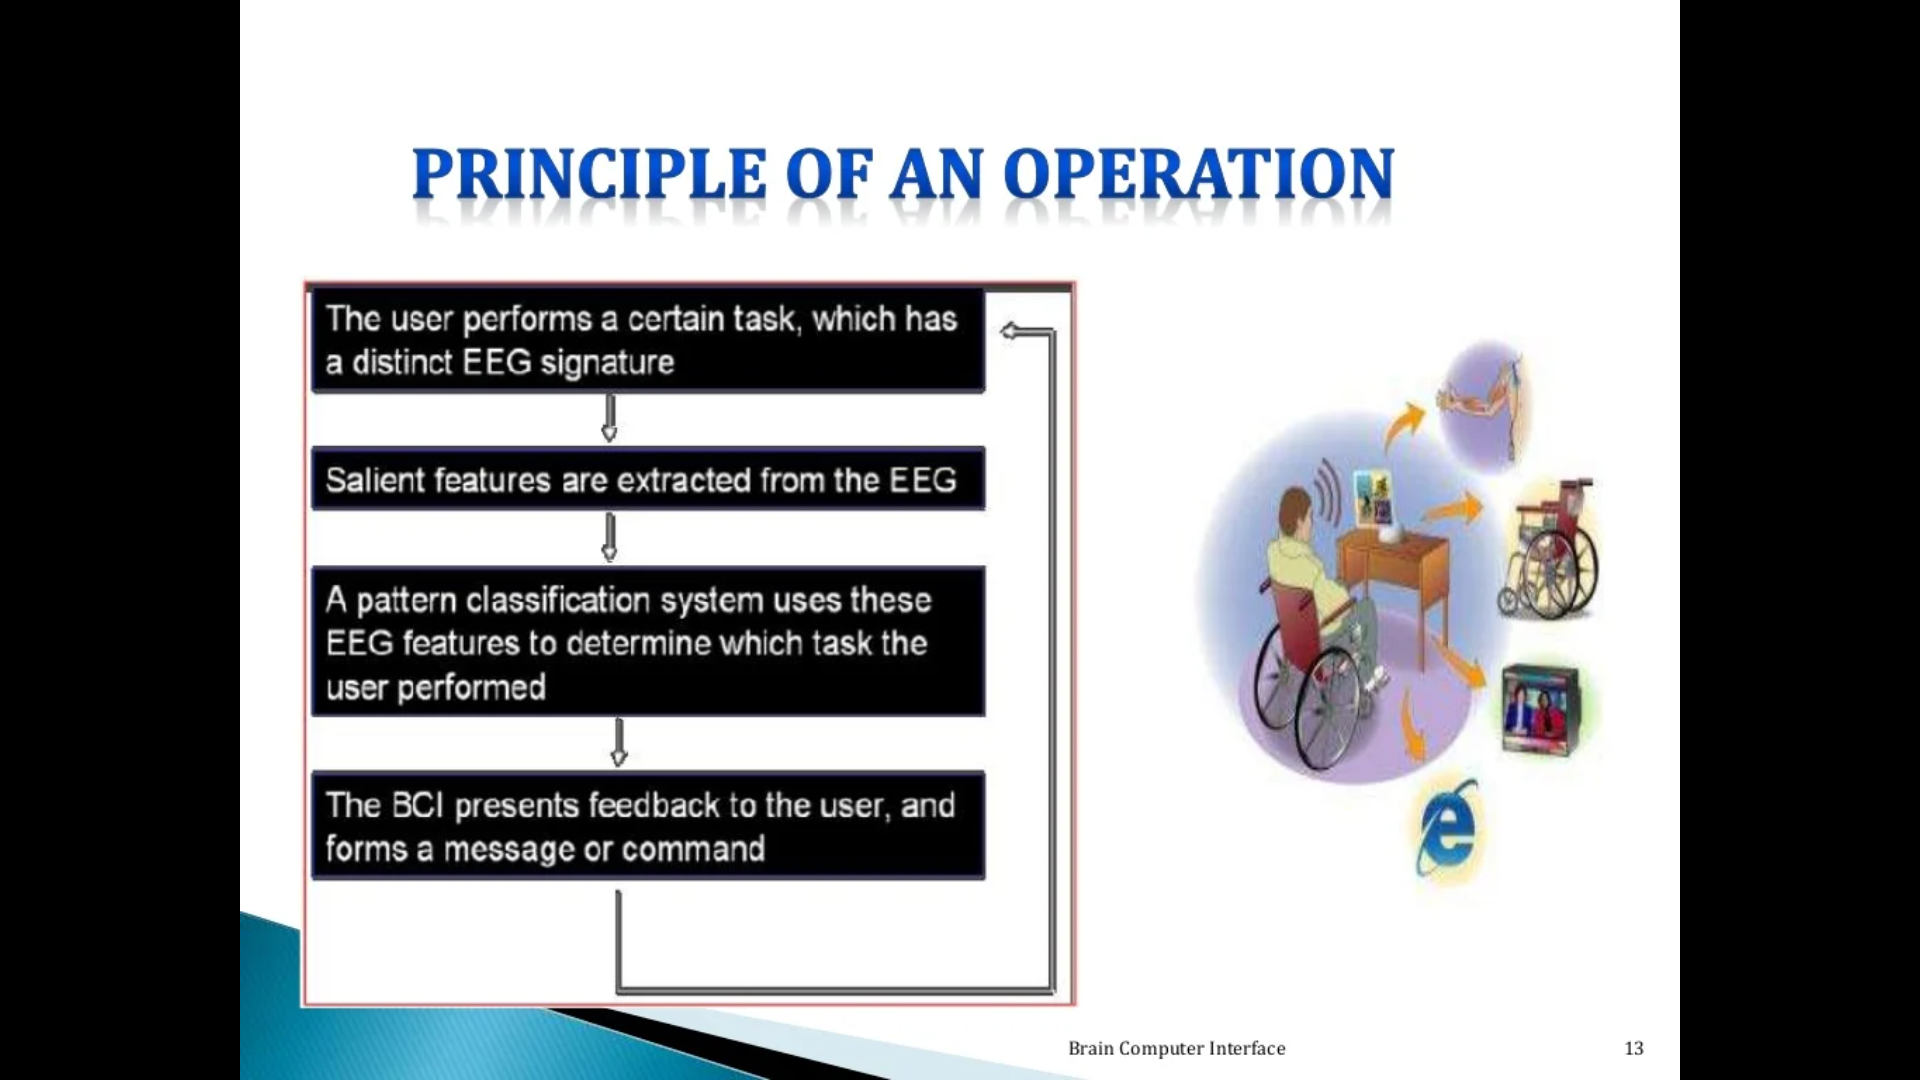 PRINCIPLE OF AN OPERATION
The user performs a certain task, which has
a distinct EEG signature
Salient features are extracted from the EEG
A pattern classification system uses these
EEG features to determine which task the
user performed
The BCI presents feedback to the user, and
forms a message or command
Brain Computer Interface
13